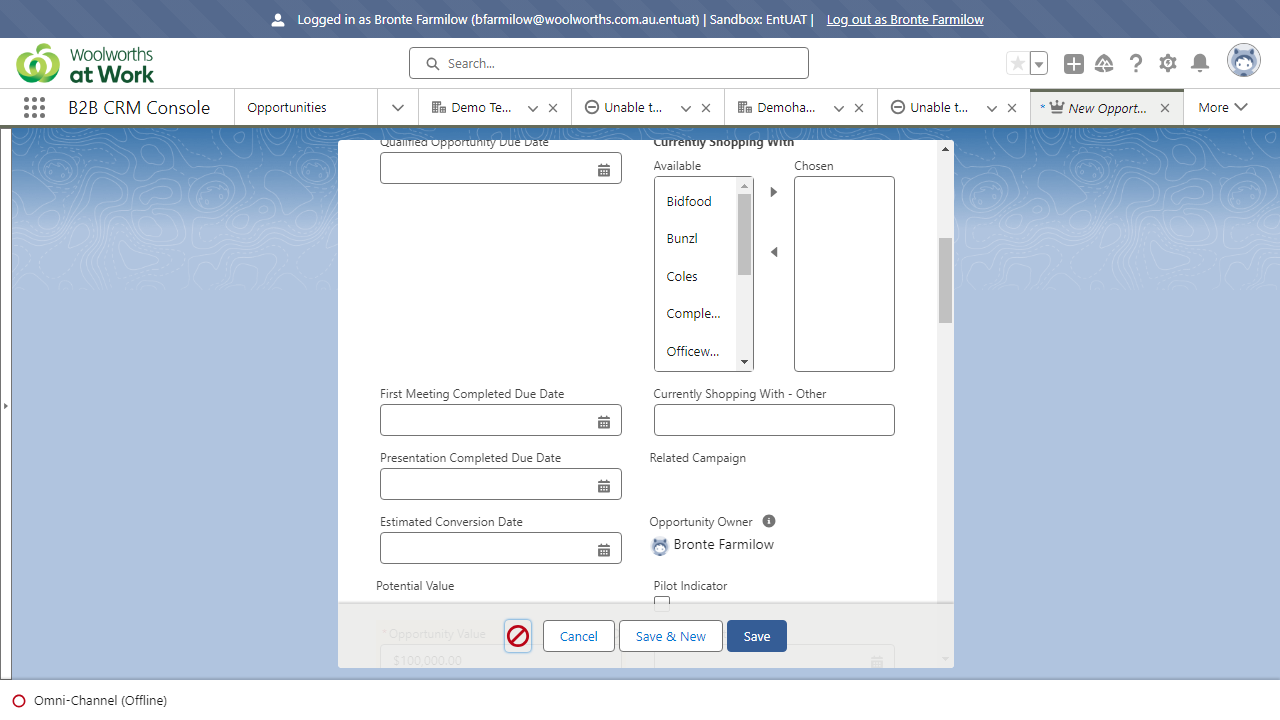 Logged in as Bronte Farmilow (bfarmilow@woolworths.com.au.entuat) | Sandbox: EntUAT | Log out as Bronte Farmilow
Woolworths
at Work
Search...
B2B CRM Console
Opportunities
Demo Te...
Unable t...
Demoha...
Unable t...
* New Opport...
More
Qualified Opportunity Due Date
Currently Shopping With
Available
Chosen
Bidfood
Bunzl
Coles
Comple...
Officew...
First Meeting Completed Due Date
Currently Shopping With - Other
Presentation Completed Due Date
Related Campaign
Estimated Conversion Date
Opportunity Owner
Bronte Farmilow
Potential Value
Pilot Indicator
*Opportunity Value
$100,000.00
Cancel
Save & New
Save
Omni-Channel (Offline)